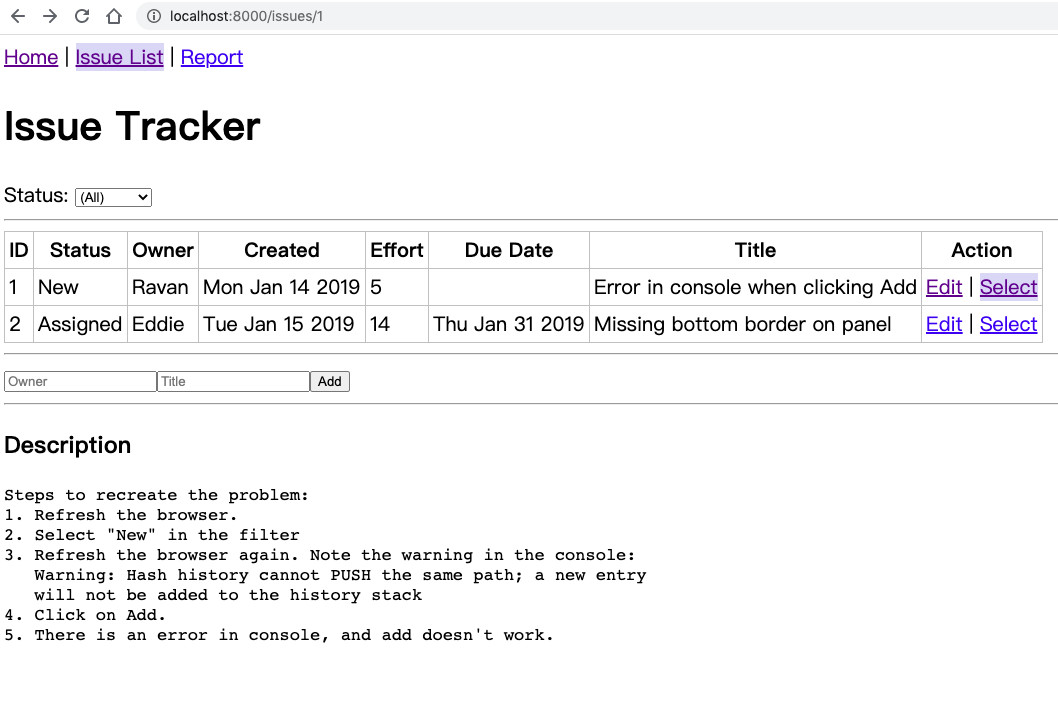 localhost:8000/issues/1
Home | Issue List | Report
Issue Tracker
Status: (All)
ID Status Owner Created Effort Due Date Title Action
1 New Ravan Mon Jan 14 2019 5 Error in console when clicking Add Edit | Select
2 Assigned Eddie Tue Jan 15 2019 14 Thu Jan 31 2019 Missing bottom border on panel Edit | Select
Owner Title Add
Description
Steps to recreate the problem:
1. Refresh the browser.
2. Select "New" in the filter
3. Refresh the browser again. Note the warning in the console:
Warning: Hash history cannot PUSH the same path; a new entry
will not be added to the history stack
4. Click on Add.
5. There is an error in console, and add doesn't work.